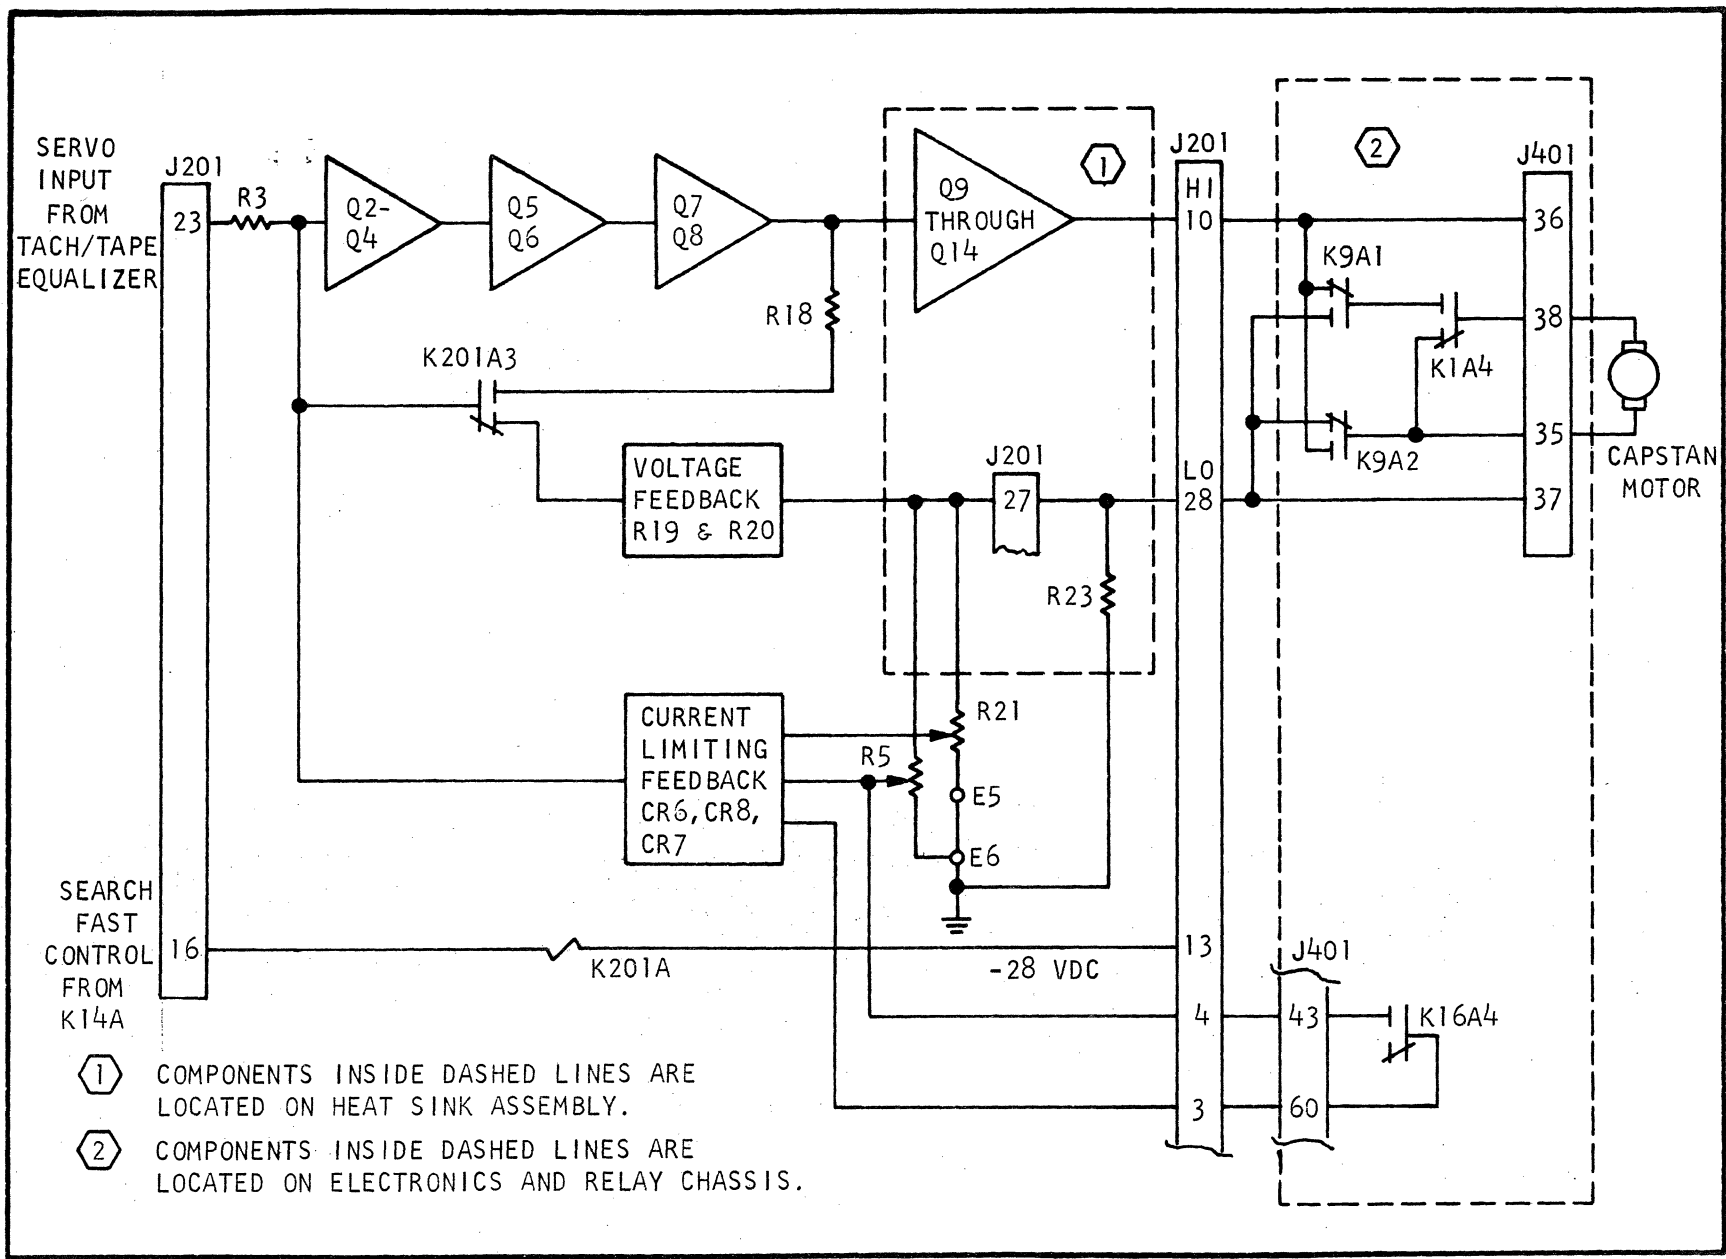 SERVO
INPUT
FROM
TACH/TAPE
EQUALIZER
J201
23
R3
Q2-
Q4
Q5
Q6
Q7
Q8
Q9
THROUGH
Q14
1
J201
HI
10
2
J401
36
K9A1
38
K1A4
R18
K201A3
35
K9A2
CAPSTAN
MOTOR
VOLTAGE
FEEDBACK
R19 & R20
J201
27
LO
28
37
R23
CURRENT
LIMITING
FEEDBACK
CR6, CR8,
CR7
R21
R5
E5
E6
SEARCH
FAST
CONTROL
FROM
K14A
16
K201A
-28 VDC
13
J401
4
43
K16A4
3
60
1 COMPONENTS INSIDE DASHED LINES ARE
LOCATED ON HEAT SINK ASSEMBLY.
2 COMPONENTS INSIDE DASHED LINES ARE
LOCATED ON ELECTRONICS AND RELAY CHASSIS.